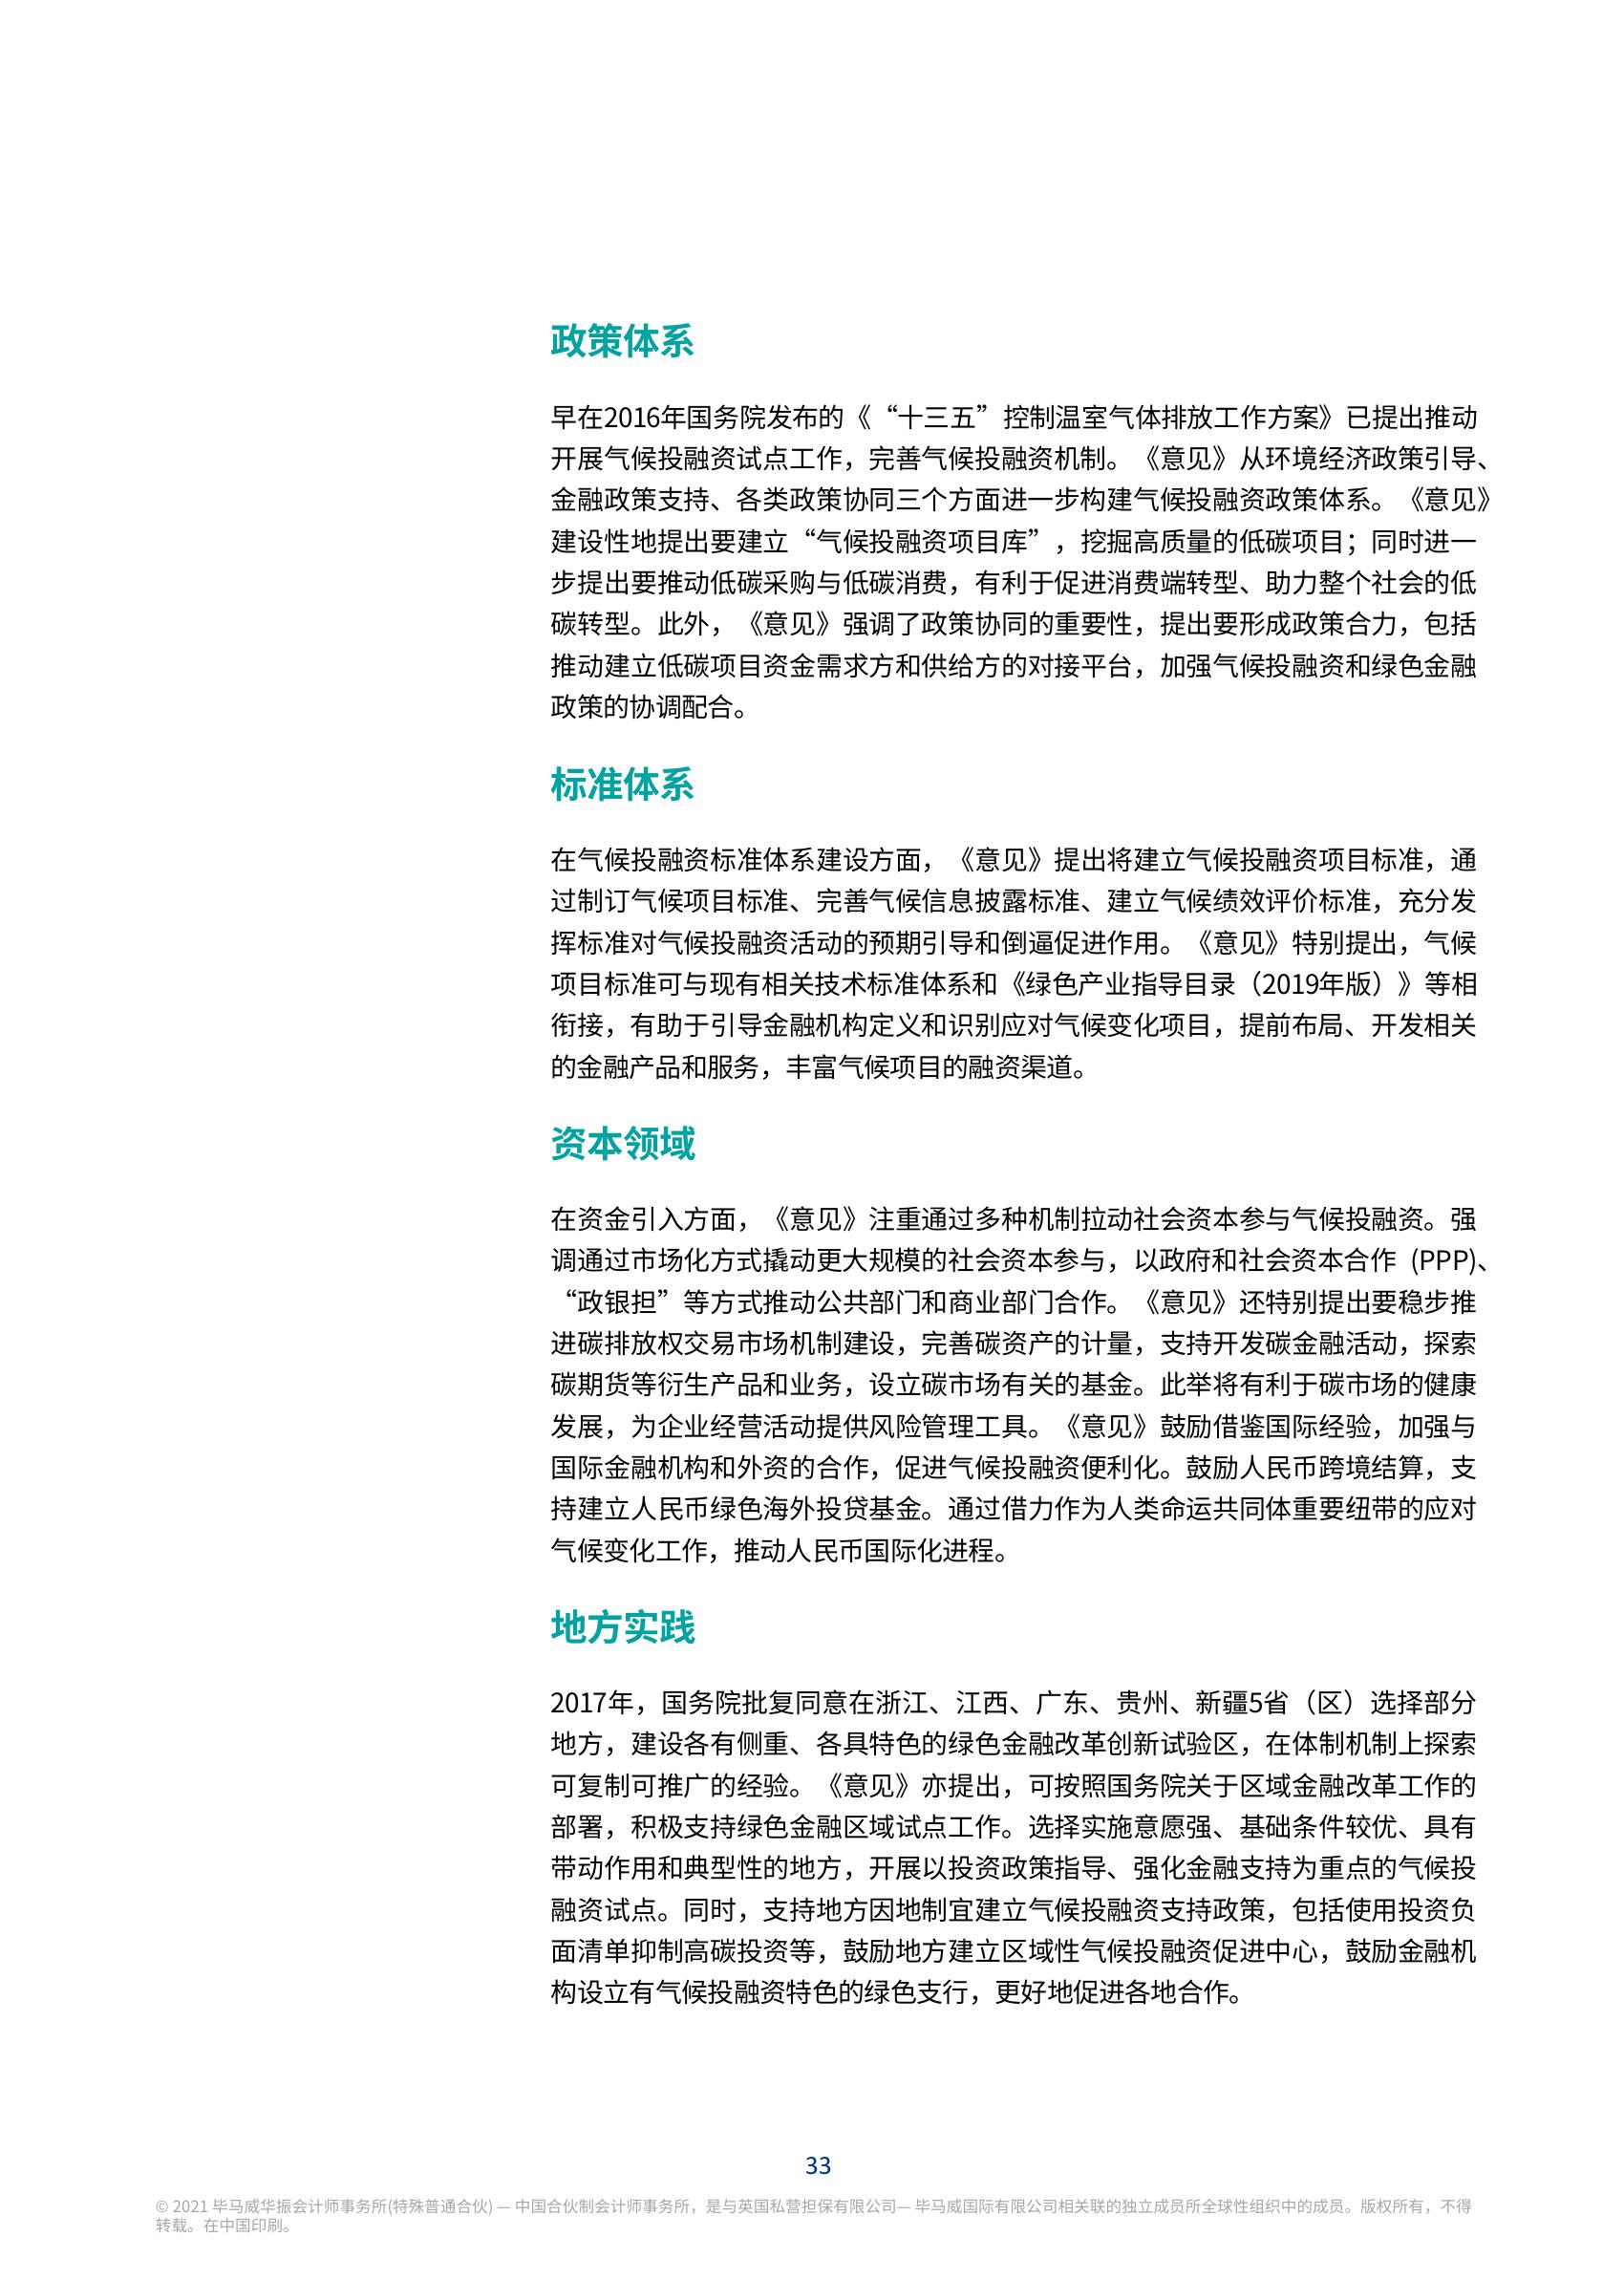 政策体系
早在2016年国务院发布的《“十三五”控制温室气体排放工作方案》已提出推动
开展气候投融资试点工作，完善气候投融资机制。《意见》从环境经济政策引导、
金融政策支持、各类政策协同三个方面进一步构建气候投融资政策体系。《意见》
建设性地提出要建立“气候投融资项目库”，挖掘高质量的低碳项目；同时进一
步提出要推动低碳采购与低碳消费，有利于促进消费端转型、助力整个社会的低
碳转型。此外，《意见》强调了政策协同的重要性，提出要形成政策合力，包括
推动建立低碳项目资金需求方和供给方的对接平台，加强气候投融资和绿色金融
政策的协调配合。
标准体系
在气候投融资标准体系建设方面，《意见》提出将建立气候投融资项目标准，通
过制订气候项目标准、完善气候信息披露标准、建立气候绩效评价标准，充分发
挥标准对气候投融资活动的预期引导和倒逼促进作用。《意见》特别提出，气候
项目标准可与现有相关技术标准体系和《绿色产业指导目录（2019年版）》等相
衔接，有助于引导金融机构定义和识别应对气候变化项目，提前布局、开发相关
的金融产品和服务，丰富气候项目的融资渠道。
资本领域
在资金引入方面，《意见》注重通过多种机制拉动社会资本参与气候投融资。强
调通过市场化方式撬动更大规模的社会资本参与，以政府和社会资本合作 (PPP)、
“政银担”等方式推动公共部门和商业部门合作。《意见》还特别提出要稳步推
进碳排放权交易市场机制建设，完善碳资产的计量，支持开发碳金融活动，探索
碳期货等衍生产品和业务，设立碳市场有关的基金。此举将有利于碳市场的健康
发展，为企业经营活动提供风险管理工具。《意见》鼓励借鉴国际经验，加强与
国际金融机构和外资的合作，促进气候投融资便利化。鼓励人民币跨境结算，支
持建立人民币绿色海外投贷基金。通过借力作为人类命运共同体重要纽带的应对
气候变化工作，推动人民币国际化进程。
地方实践
2017年，国务院批复同意在浙江、江西、广东、贵州、新疆5省（区）选择部分
地方，建设各有侧重、各具特色的绿色金融改革创新试验区，在体制机制上探索
可复制可推广的经验。《意见》亦提出，可按照国务院关于区域金融改革工作的
部署，积极支持绿色金融区域试点工作。选择实施意愿强、基础条件较优、具有
带动作用和典型性的地方，开展以投资政策指导、强化金融支持为重点的气候投
融资试点。同时，支持地方因地制宜建立气候投融资支持政策，包括使用投资负
面清单抑制高碳投资等，鼓励地方建立区域性气候投融资促进中心，鼓励金融机
构设立有气候投融资特色的绿色支行，更好地促进各地合作。
33
© 2021 毕马威华振会计师事务所(特殊普通合伙) — 中国合伙制会计师事务所，是与英国私营担保有限公司— 毕马威国际有限公司相关联的独立成员所全球性组织中的成员。版权所有，不得
转载。在中国印刷。